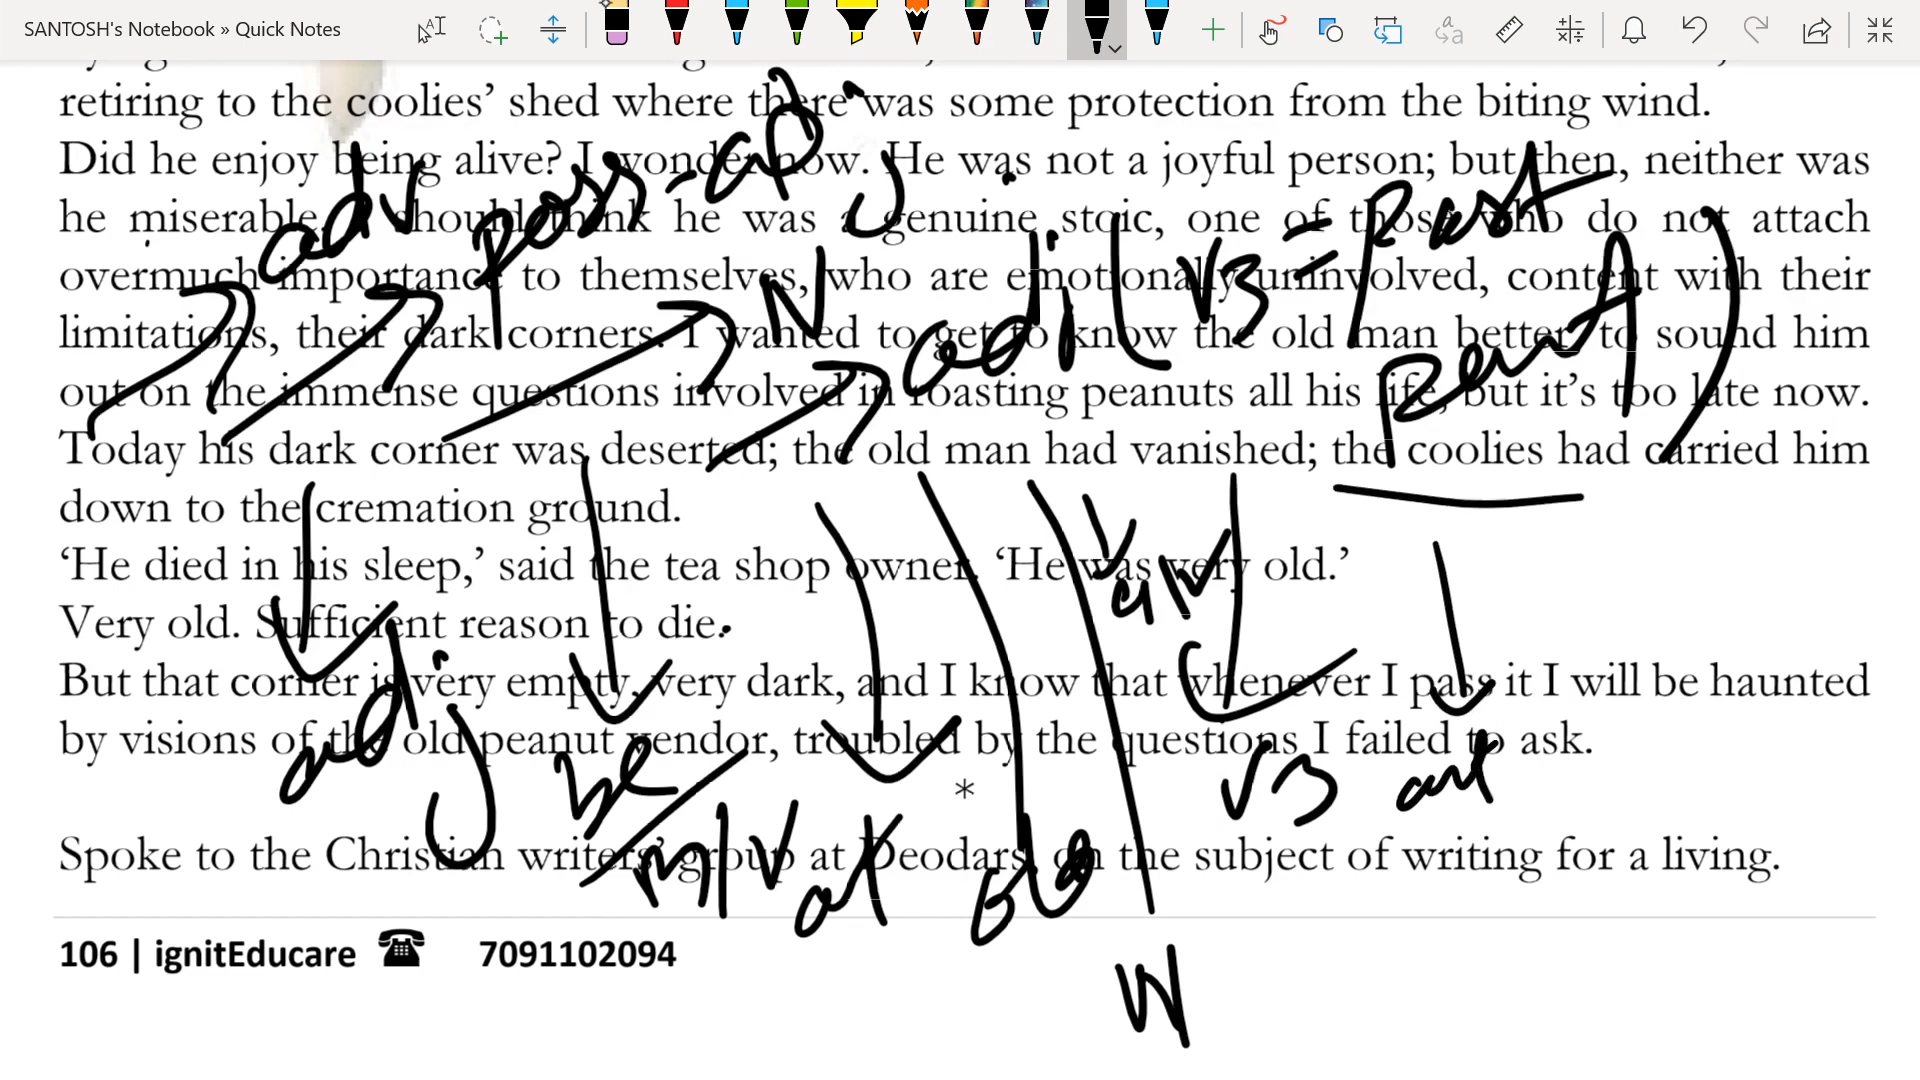 SANTOSH's Notebook » Quick Notes
retiring to the coolies’ shed where there was some protection from the biting wind.
Did he enjoy being alive? I wonder now. He was not a joyful person; but then, neither was
he miserable. I should think he was a genuine stoic, one of those who do not attach
overmuch importance to themselves, who are emotionally uninvolved, content with their
limitations, their dark corners. I wanted to get to know the old man better, to sound him
out on the immense questions involved in roasting peanuts all his life, but it’s too late now.
Today his dark corner was deserted; the old man had vanished; the coolies had carried him
down to the cremation ground.
‘He died in his sleep,’ said the tea shop owner. ‘He was very old.’
Very old. Sufficient reason to die.
But that corner is very empty, very dark, and I know that whenever I pass it I will be haunted
by visions of the old peanut vendor, troubled by the questions I failed to ask.
*
Spoke to the Christian writers’ group at Deodars, on the subject of writing for a living.
106 | ignitEducare 7091102094
adv poss-adj N adj (V3 = Past
Part)
adj be m/v art V3 art
N